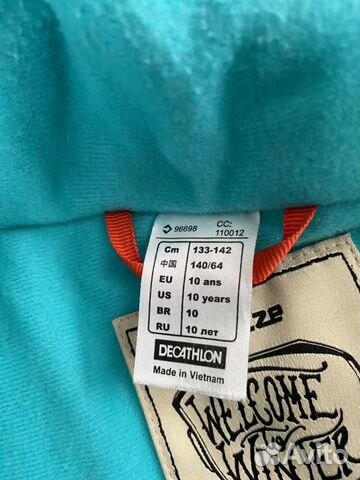 96698 CC: 110012
Cm 133-142
中国 140/64
EU 10 ans
US 10 years
BR 10
RU 10 лет
DECATHLON
Made in Vietnam
ze
WELCOME
WINTER
Avito